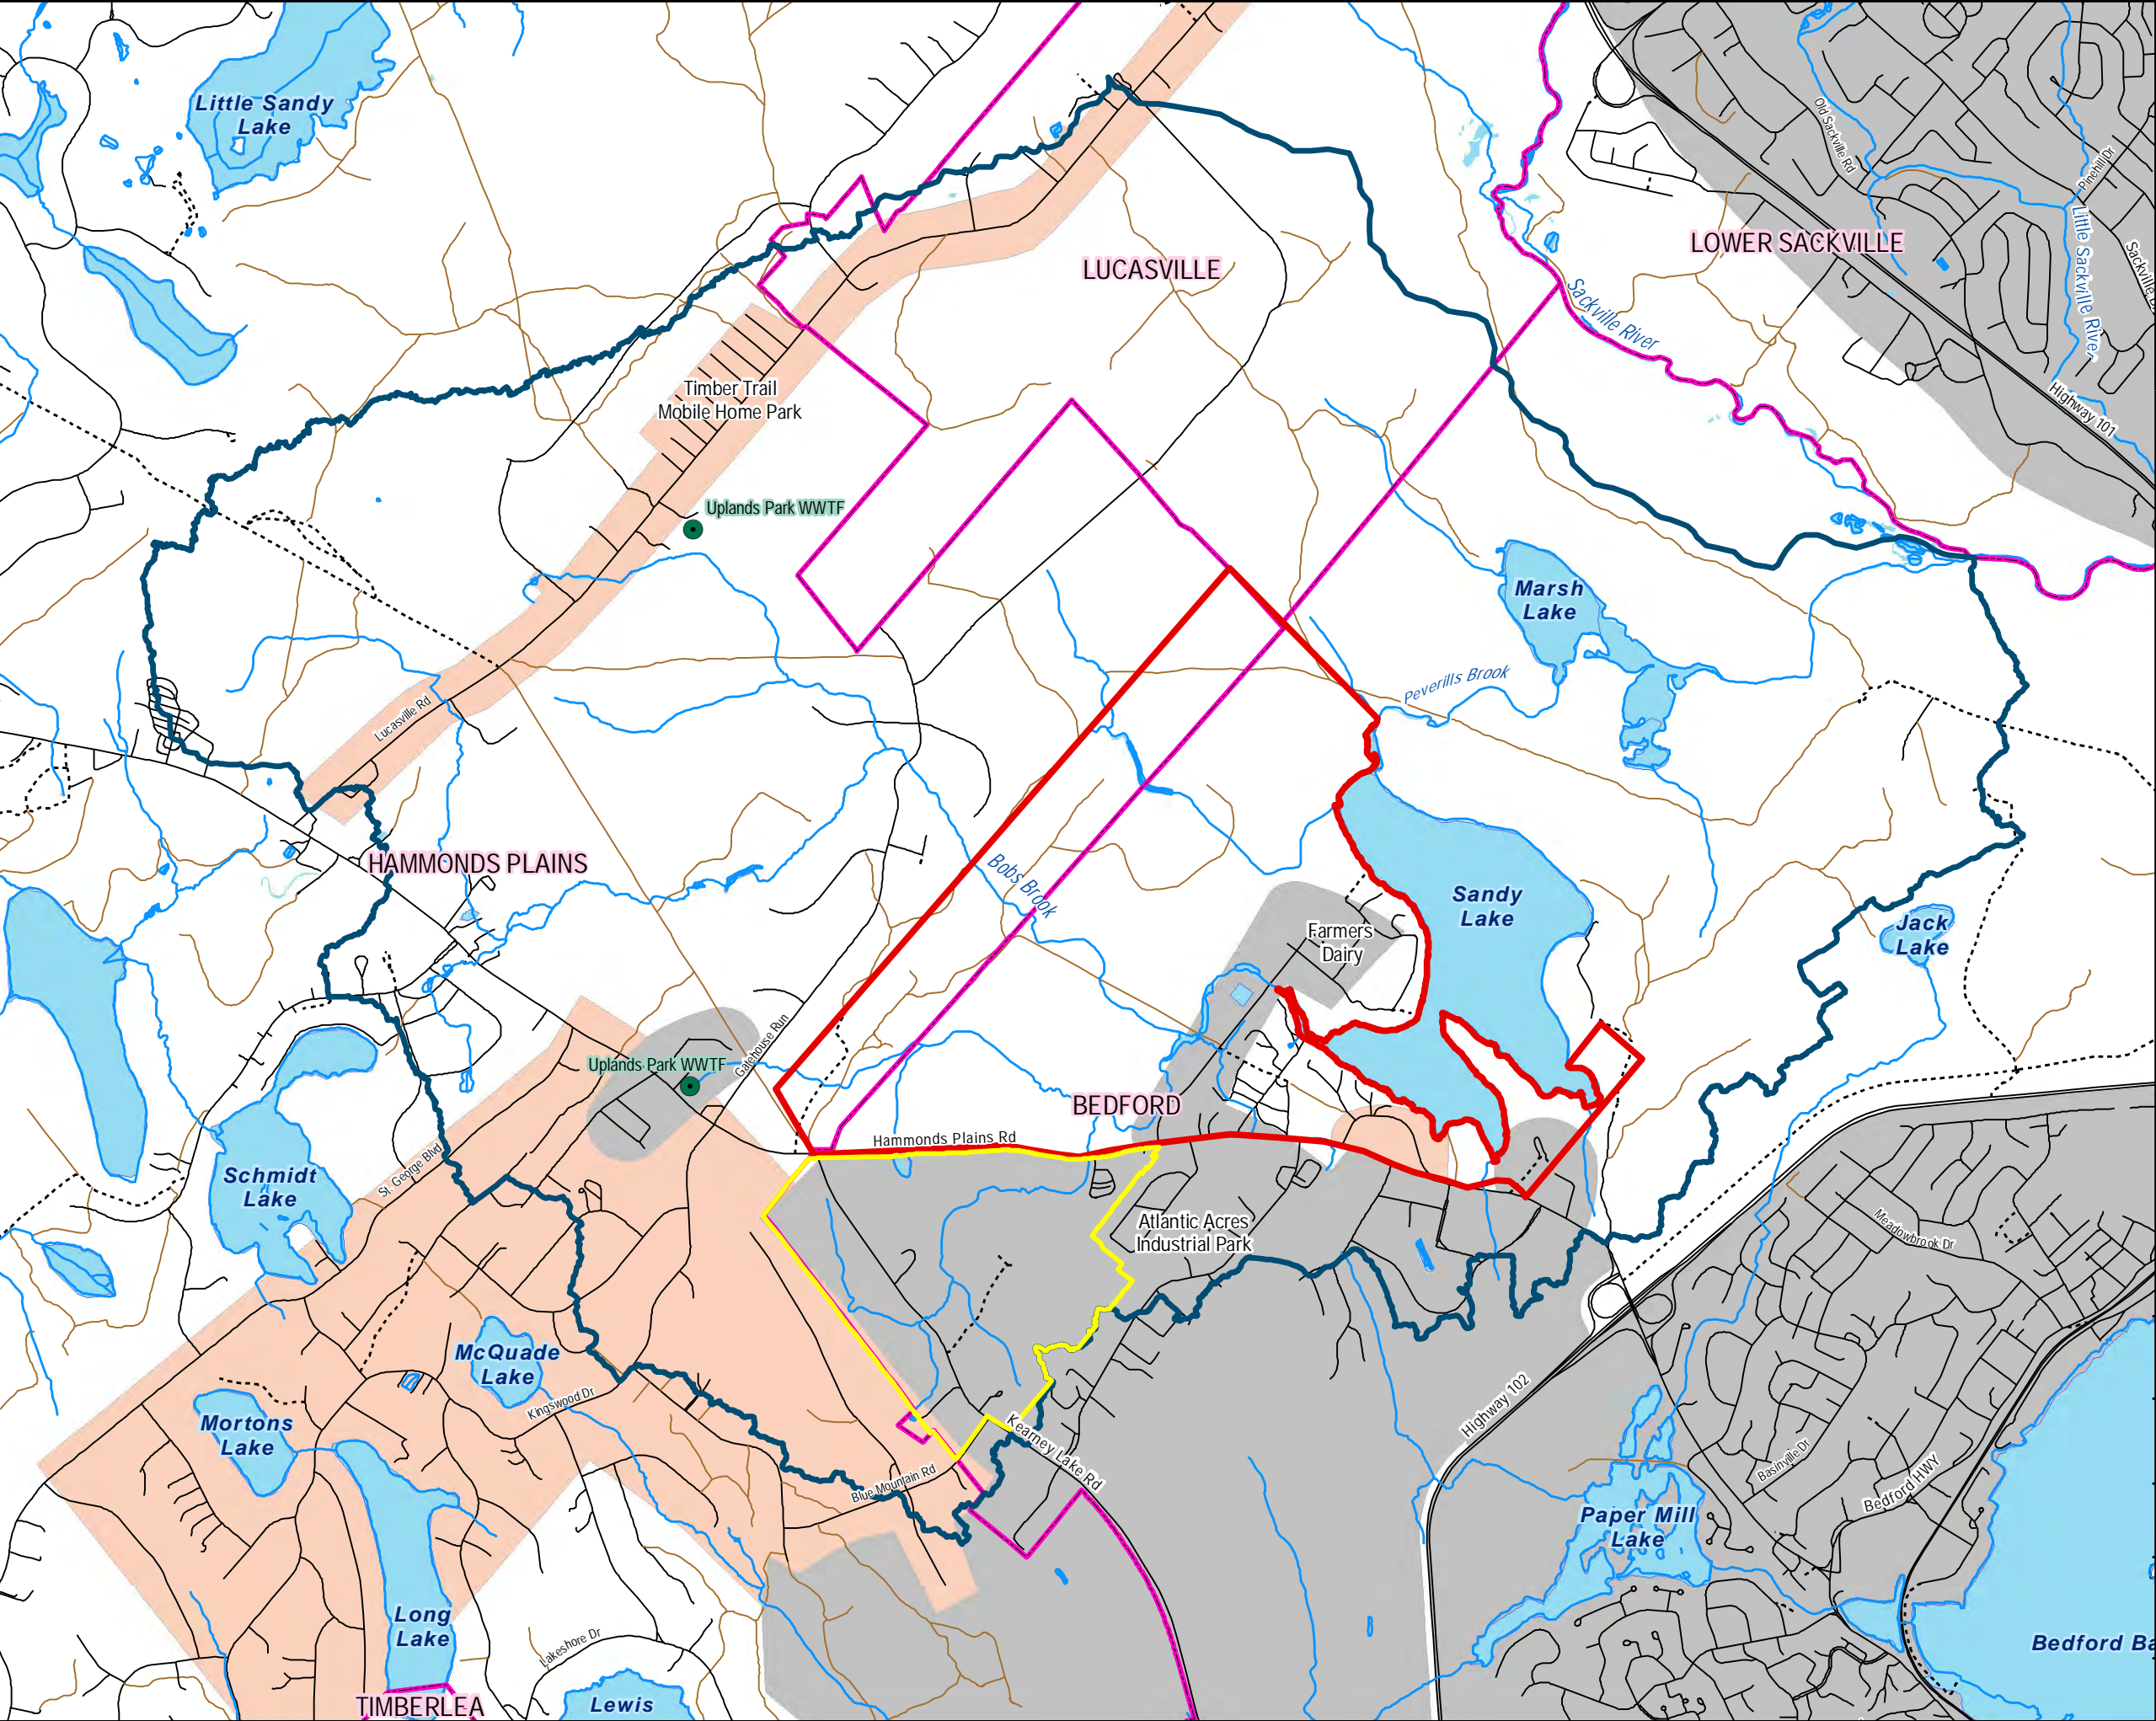 Little Sandy
Lake
Old Sackville Rd
Pinehill Dr
Little Sackville River
LOWER SACKVILLE
LUCASVILLE
Sackville River
Timber Trail
Mobile Home Park
Highway 101
Uplands Park WWTF
Marsh
Lake
Peverills Brook
Lucasville Rd
HAMMONDS PLAINS
Bobs Brook
Sandy
Lake
Jack
Lake
Farmers
Dairy
Gatehouse Run
Uplands Park WWTF
BEDFORD
Hammonds Plains Rd
St. George Blvd
Schmidt
Lake
Atlantic Acres
Industrial Park
Meadowbrook Dr
McQuade
Lake
Kingswood Dr
Mortons
Lake
Kearney Lake Rd
Highway 102
Blue Mountain Rd
Basinview Dr
Bedford HWY
Paper Mill
Lake
Long
Lake
Lakeshore Dr
Bedford Ba
TIMBERLEA
Lewis